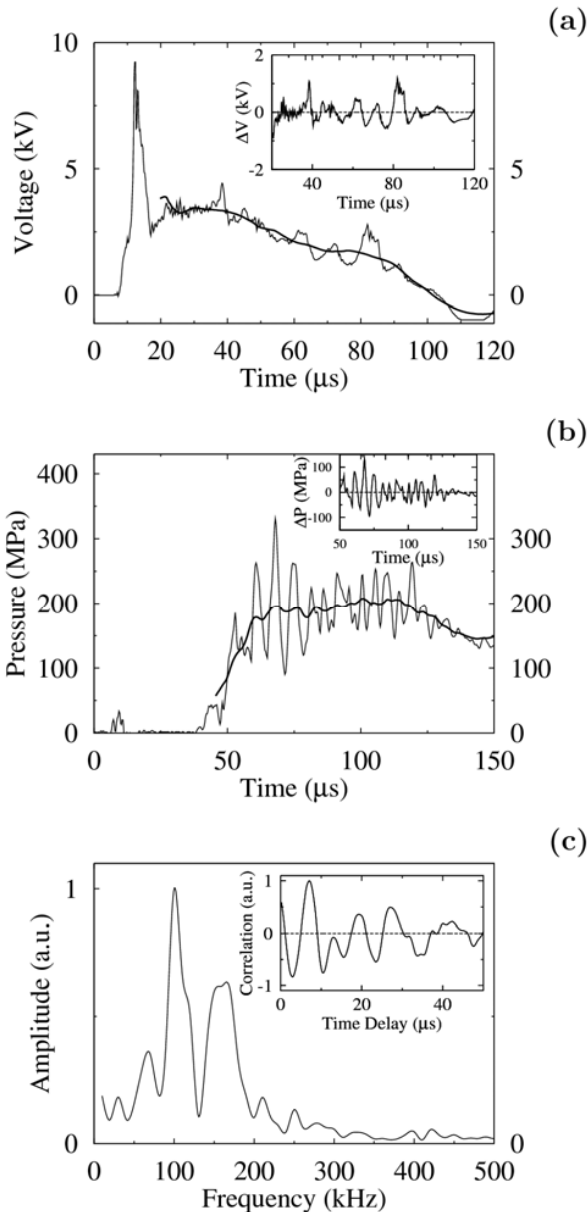 (a)
10
5
0
Voltage (kV)
5
0
0 20 40 60 80 100 120
Time (μs)
2
0
-2
ΔV (kV)
40 80 120
Time (μs)
(b)
400
300
200
100
0
Pressure (MPa)
300
200
100
0
0 50 100 150
Time (μs)
100
0
-100
ΔP (MPa)
50 100 150
Time (μs)
(c)
1
0
Amplitude (a.u.)
1
0
0 100 200 300 400 500
Frequency (kHz)
1
0
-1
Correlation (a.u.)
0 20 40
Time Delay (μs)